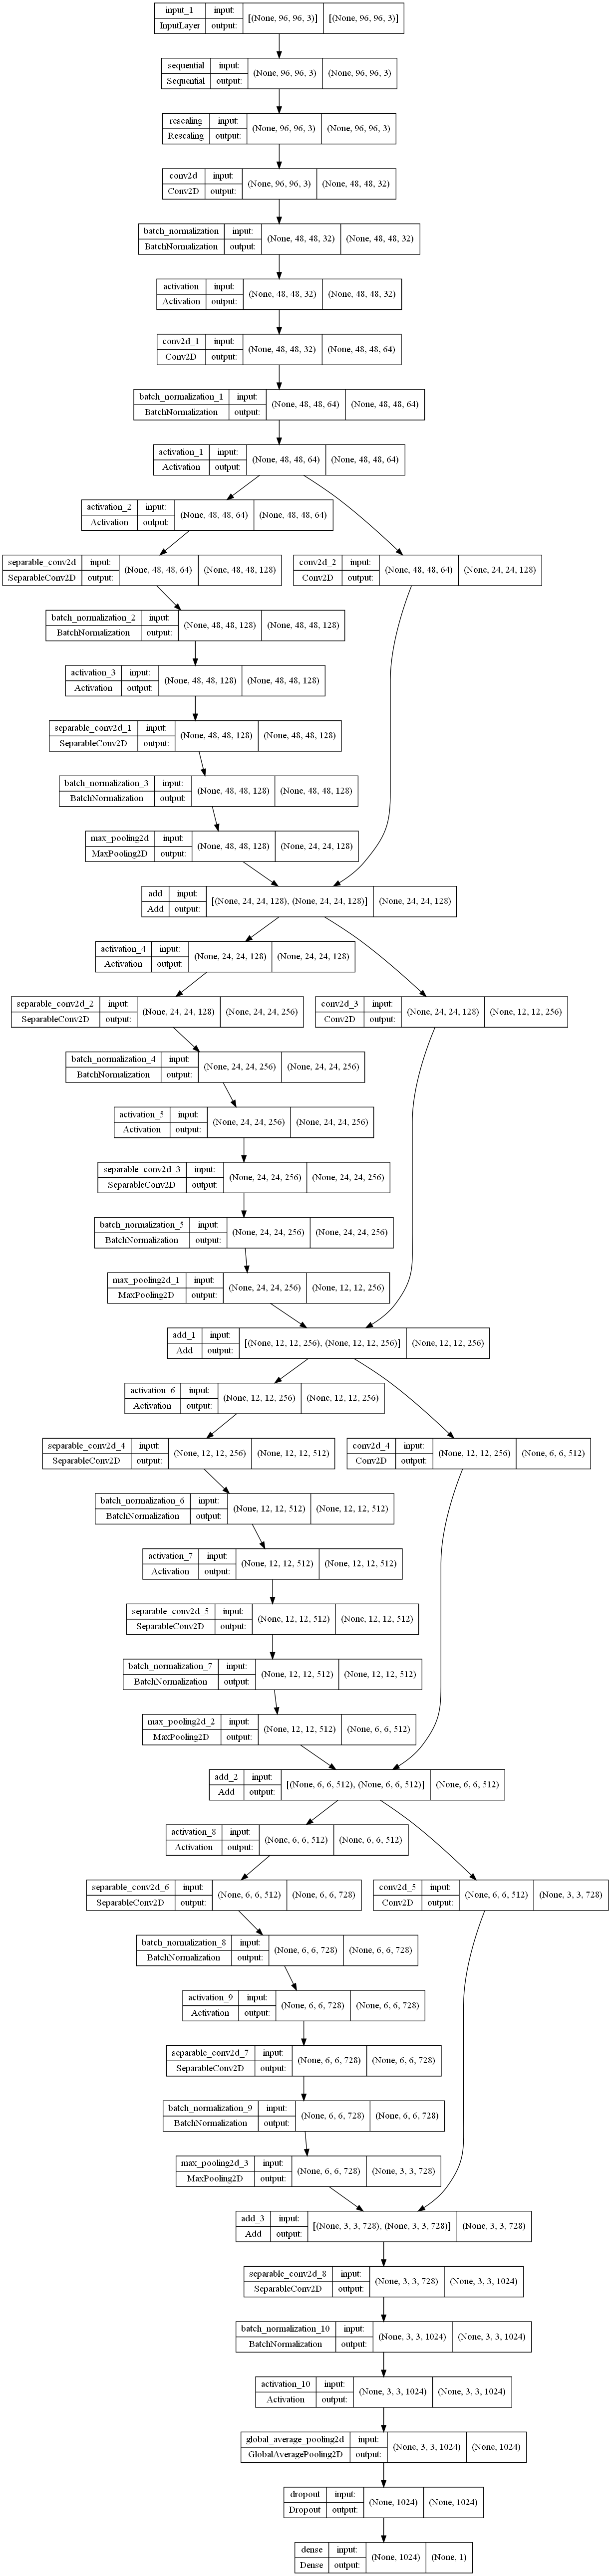 input_1 input: [(None, 96, 96, 3)] [(None, 96, 96, 3)]
InputLayer output:
sequential input: (None, 96, 96, 3) (None, 96, 96, 3)
Sequential output:
rescaling input: (None, 96, 96, 3) (None, 96, 96, 3)
Rescaling output:
conv2d input: (None, 96, 96, 3) (None, 48, 48, 32)
Conv2D output:
batch_normalization input: (None, 48, 48, 32) (None, 48, 48, 32)
BatchNormalization output:
activation input: (None, 48, 48, 32) (None, 48, 48, 32)
Activation output:
conv2d_1 input: (None, 48, 48, 32) (None, 48, 48, 64)
Conv2D output:
batch_normalization_1 input: (None, 48, 48, 64) (None, 48, 48, 64)
BatchNormalization output:
activation_1 input: (None, 48, 48, 64) (None, 48, 48, 64)
Activation output:
activation_2 input: (None, 48, 48, 64) (None, 48, 48, 64)
Activation output:
separable_conv2d input: (None, 48, 48, 64) (None, 48, 48, 128)
SeparableConv2D output:
conv2d_2 input: (None, 48, 48, 64) (None, 24, 24, 128)
Conv2D output:
batch_normalization_2 input: (None, 48, 48, 128) (None, 48, 48, 128)
BatchNormalization output:
activation_3 input: (None, 48, 48, 128) (None, 48, 48, 128)
Activation output:
separable_conv2d_1 input: (None, 48, 48, 128) (None, 48, 48, 128)
SeparableConv2D output:
batch_normalization_3 input: (None, 48, 48, 128) (None, 48, 48, 128)
BatchNormalization output:
max_pooling2d input: (None, 48, 48, 128) (None, 24, 24, 128)
MaxPooling2D output:
add input: [(None, 24, 24, 128), (None, 24, 24, 128)] (None, 24, 24, 128)
Add output:
activation_4 input: (None, 24, 24, 128) (None, 24, 24, 128)
Activation output:
separable_conv2d_2 input: (None, 24, 24, 128) (None, 24, 24, 256)
SeparableConv2D output:
conv2d_3 input: (None, 24, 24, 128) (None, 12, 12, 256)
Conv2D output:
batch_normalization_4 input: (None, 24, 24, 256) (None, 24, 24, 256)
BatchNormalization output:
activation_5 input: (None, 24, 24, 256) (None, 24, 24, 256)
Activation output:
separable_conv2d_3 input: (None, 24, 24, 256) (None, 24, 24, 256)
SeparableConv2D output:
batch_normalization_5 input: (None, 24, 24, 256) (None, 24, 24, 256)
BatchNormalization output:
max_pooling2d_1 input: (None, 24, 24, 256) (None, 12, 12, 256)
MaxPooling2D output:
add_1 input: [(None, 12, 12, 256), (None, 12, 12, 256)] (None, 12, 12, 256)
Add output:
activation_6 input: (None, 12, 12, 256) (None, 12, 12, 256)
Activation output:
separable_conv2d_4 input: (None, 12, 12, 256) (None, 12, 12, 512)
SeparableConv2D output:
conv2d_4 input: (None, 12, 12, 256) (None, 6, 6, 512)
Conv2D output:
batch_normalization_6 input: (None, 12, 12, 512) (None, 12, 12, 512)
BatchNormalization output:
activation_7 input: (None, 12, 12, 512) (None, 12, 12, 512)
Activation output:
separable_conv2d_5 input: (None, 12, 12, 512) (None, 12, 12, 512)
SeparableConv2D output:
batch_normalization_7 input: (None, 12, 12, 512) (None, 12, 12, 512)
BatchNormalization output:
max_pooling2d_2 input: (None, 12, 12, 512) (None, 6, 6, 512)
MaxPooling2D output:
add_2 input: [(None, 6, 6, 512), (None, 6, 6, 512)] (None, 6, 6, 512)
Add output:
activation_8 input: (None, 6, 6, 512) (None, 6, 6, 512)
Activation output:
separable_conv2d_6 input: (None, 6, 6, 512) (None, 6, 6, 728)
SeparableConv2D output:
conv2d_5 input: (None, 6, 6, 512) (None, 3, 3, 728)
Conv2D output:
batch_normalization_8 input: (None, 6, 6, 728) (None, 6, 6, 728)
BatchNormalization output:
activation_9 input: (None, 6, 6, 728) (None, 6, 6, 728)
Activation output:
separable_conv2d_7 input: (None, 6, 6, 728) (None, 6, 6, 728)
SeparableConv2D output:
batch_normalization_9 input: (None, 6, 6, 728) (None, 6, 6, 728)
BatchNormalization output:
max_pooling2d_3 input: (None, 6, 6, 728) (None, 3, 3, 728)
MaxPooling2D output:
add_3 input: [(None, 3, 3, 728), (None, 3, 3, 728)] (None, 3, 3, 728)
Add output:
separable_conv2d_8 input: (None, 3, 3, 728) (None, 3, 3, 1024)
SeparableConv2D output:
batch_normalization_10 input: (None, 3, 3, 1024) (None, 3, 3, 1024)
BatchNormalization output:
activation_10 input: (None, 3, 3, 1024) (None, 3, 3, 1024)
Activation output:
global_average_pooling2d input: (None, 3, 3, 1024) (None, 1024)
GlobalAveragePooling2D output:
dropout input: (None, 1024) (None, 1024)
Dropout output:
dense input: (None, 1024) (None, 1)
Dense output: